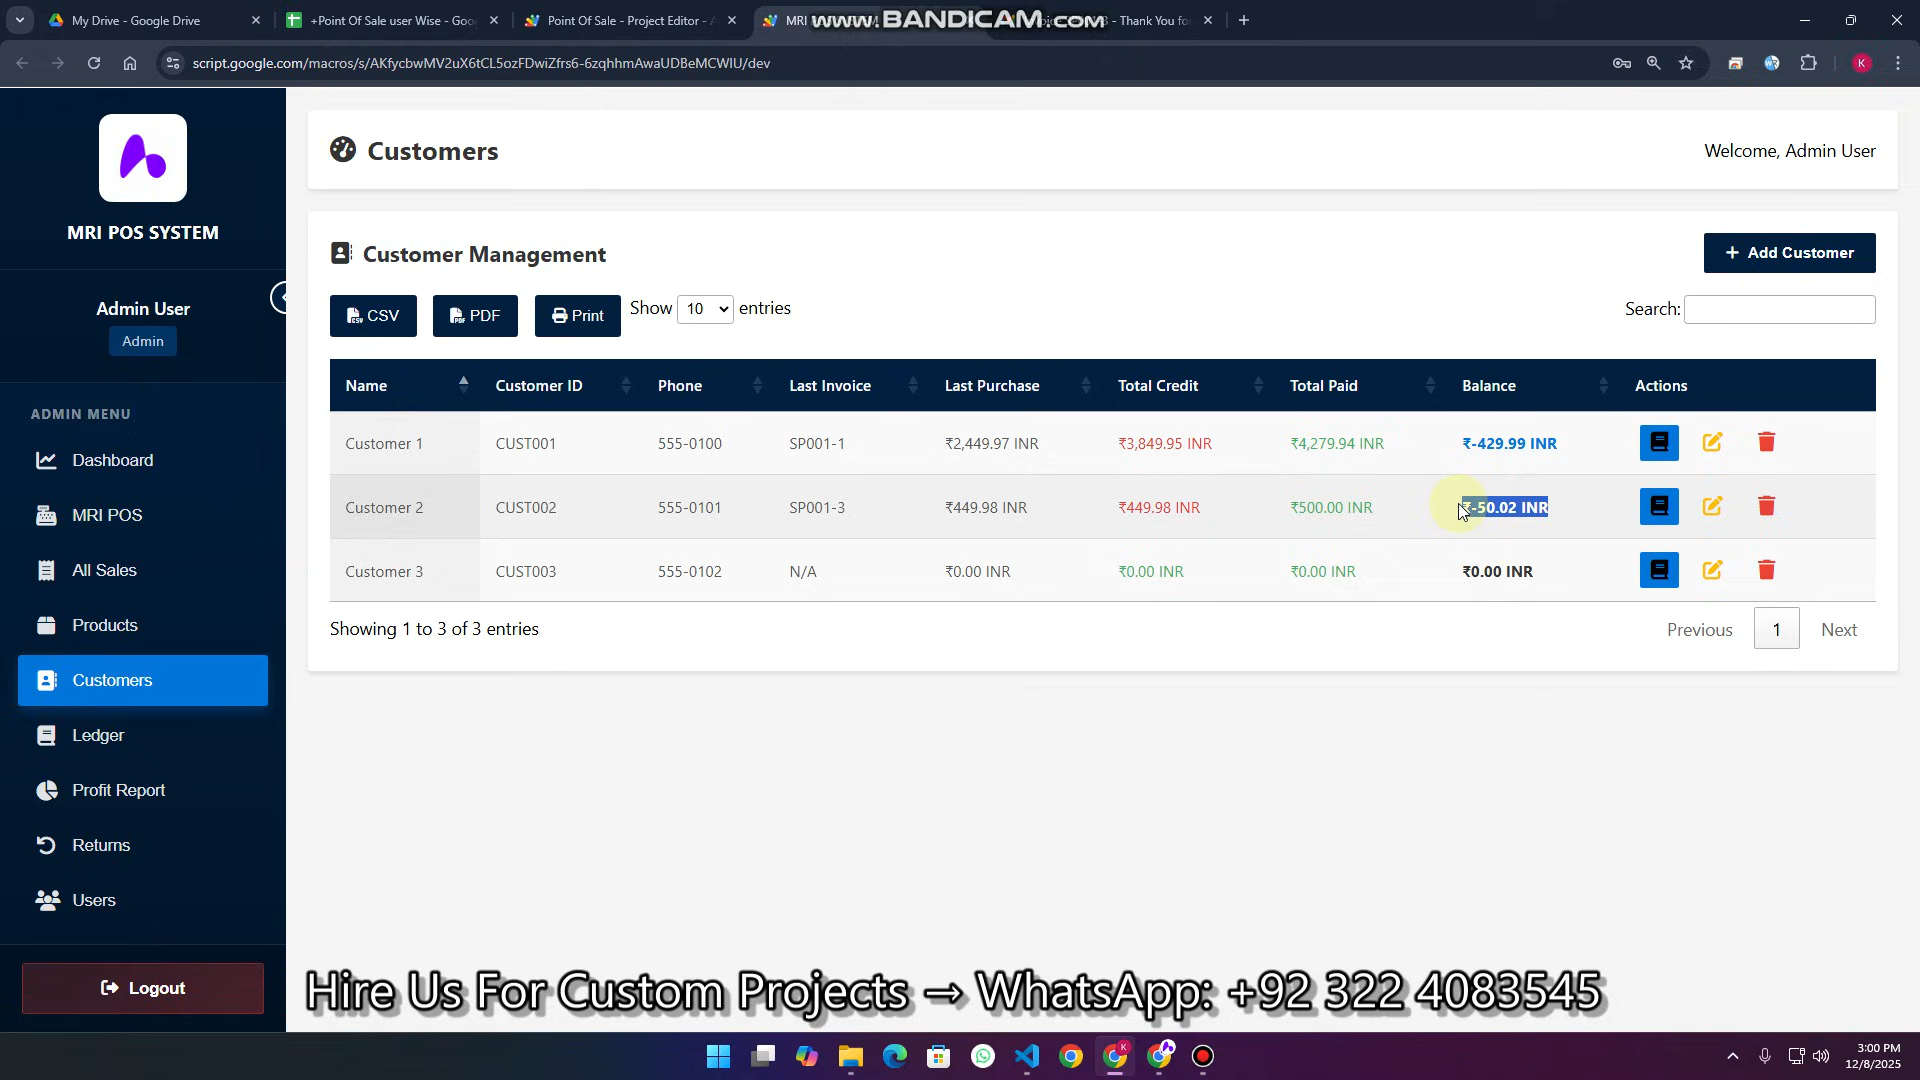 My Drive - Google Drive
+Point Of Sale user Wise - Goo
Point Of Sale - Project Editor - A
MRI
- Thank You fo
www.BANDICAM.com
script.google.com/macros/s/AKfycbwMV2uX6tCL5ozFDwiZfrs6-6zqhhmAwaUDBeMCWIU/dev
K
MRI POS SYSTEM
Admin User
Admin
ADMIN MENU
Dashboard
MRI POS
All Sales
Products
Customers
Ledger
Profit Report
Returns
Users
Logout
Customers
Welcome, Admin User
Customer Management
+ Add Customer
CSV
PDF
Print
Show 10 entries
Search:
Name Customer ID Phone Last Invoice Last Purchase Total Credit Total Paid Balance Actions
Customer 1 CUST001 555-0100 SP001-1 ₹2,449.97 INR ₹3,849.95 INR ₹4,279.94 INR ₹-429.99 INR
Customer 2 CUST002 555-0101 SP001-3 ₹449.98 INR ₹449.98 INR ₹500.00 INR ₹-50.02 INR
Customer 3 CUST003 555-0102 N/A ₹0.00 INR ₹0.00 INR ₹0.00 INR ₹0.00 INR
Showing 1 to 3 of 3 entries
Previous 1 Next
Hire Us For Custom Projects → WhatsApp: +92 322 4083545
3:00 PM
12/8/2025